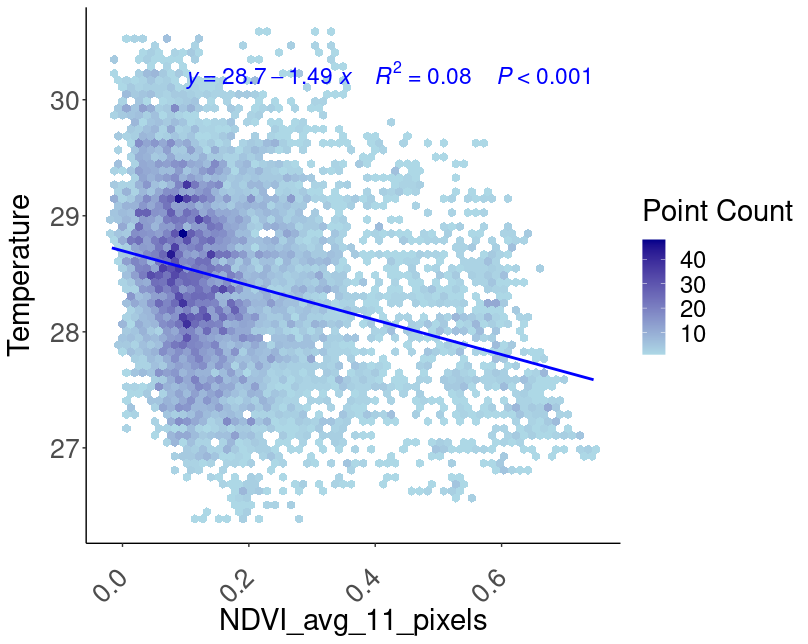 y = 28.7 – 1.49 x R² = 0.08 P < 0.001
30
29
28
27
Temperature
0.0 0.2 0.4 0.6
NDVI_avg_11_pixels
Point Count
40
30
20
10